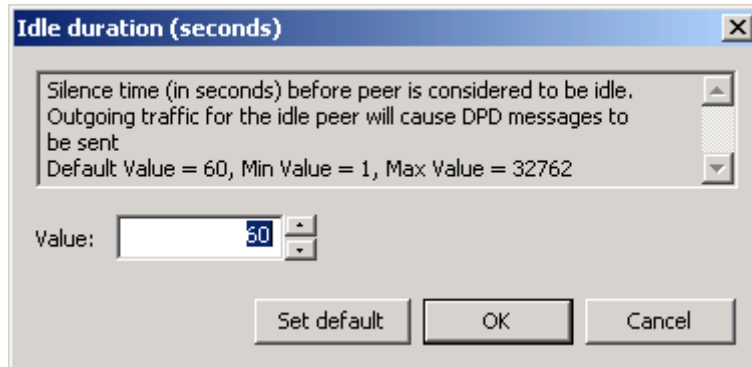 Idle duration (seconds)
Silence time (in seconds) before peer is considered to be idle.
Outgoing traffic for the idle peer will cause DPD messages to
be sent
Default Value = 60, Min Value = 1, Max Value = 32762
Value: 60
Set default OK Cancel